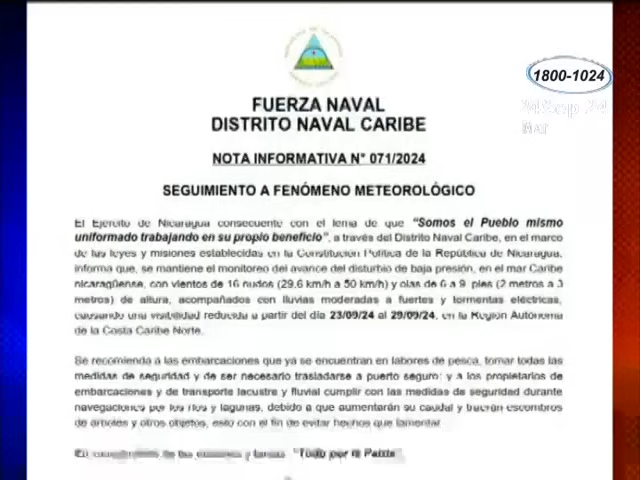 1800-1024
24 Sep 24
Mar
FUERZA NAVAL
DISTRITO NAVAL CARIBE
NOTA INFORMATIVA N° 071/2024
SEGUIMIENTO A FENÓMENO METEOROLÓGICO
El Ejército de Nicaragua consecuente con el lema de que "Somos el Pueblo mismo
uniformado trabajando en su propio beneficio", a través del Distrito Naval Caribe, en el marco
de las leyes y misiones establecidas en la Constitución Política de la República de Nicaragua,
informa que, se mantiene el monitoreo del avance del disturbio de baja presión, en el mar Caribe
nicaragüense, con vientos de 16 nudos (29.6 km/h a 50 km/h) y olas de 6 a 9 pies (2 metros a 3
metros) de altura, acompañados con lluvias moderadas a fuertes y tormentas eléctricas,
causando una visibilidad reducida a partir del día 23/09/24 al 29/09/24, en la Región Autónoma
de la Costa Caribe Norte.
Se recomienda a las embarcaciones que ya se encuentran en labores de pesca, tomar todas las
medidas de seguridad y de ser necesario trasladarse a puerto seguro; y a los propietarios de
embarcaciones y de transporte lacustre y fluvial cumplir con las medidas de seguridad durante
navegaciones por los ríos y lagunas, debido a que aumentarán su caudal y traerán escombros
de árboles y otros objetos, esto con el fin de evitar hechos que lamentar.
En cumplimiento de las misiones y tareas "Todo por la Patria".